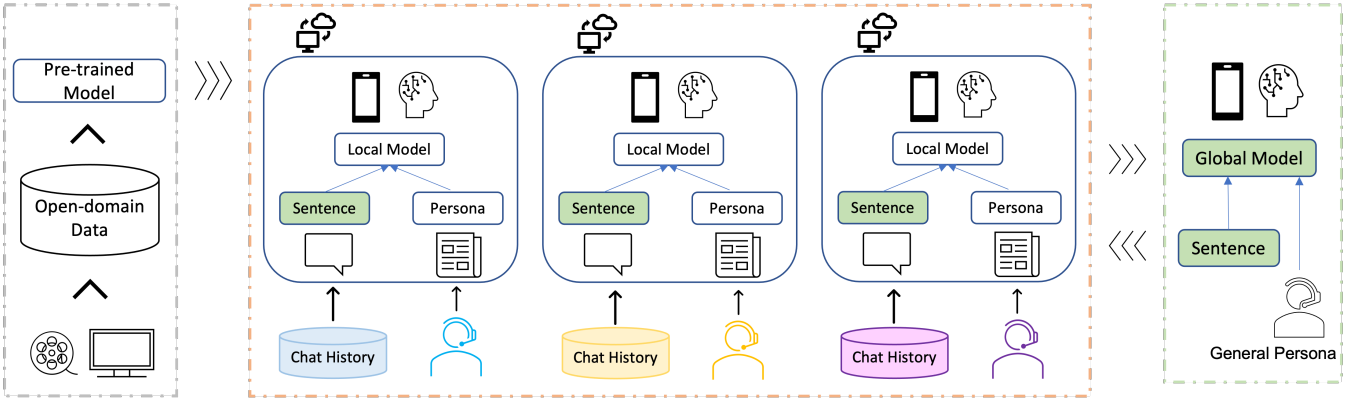 Pre-trained
Model
Open-domain
Data
Local Model
Sentence
Persona
Chat History
Local Model
Sentence
Persona
Chat History
Local Model
Sentence
Persona
Chat History
Global Model
Sentence
General Persona